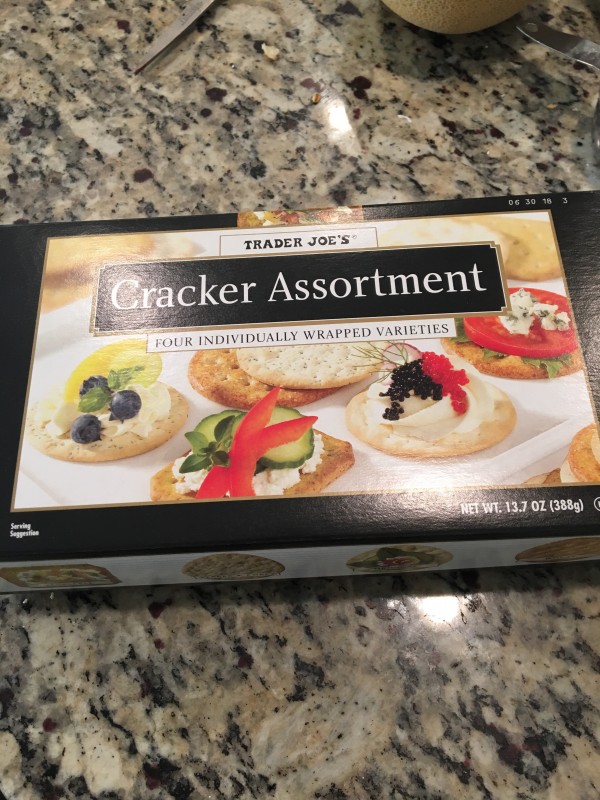 06 30 18 3
TRADER JOE'S®
Cracker Assortment
FOUR INDIVIDUALLY WRAPPED VARIETIES
NET WT. 13.7 OZ (388g)
Serving
Suggestion